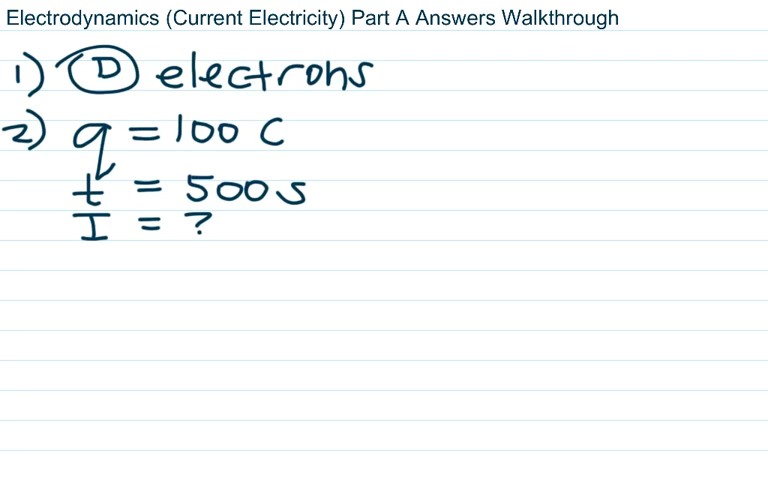 Electrodynamics (Current Electricity) Part A Answers Walkthrough
1) D electrons
2) q = 100 C
t = 500 s
I = ?